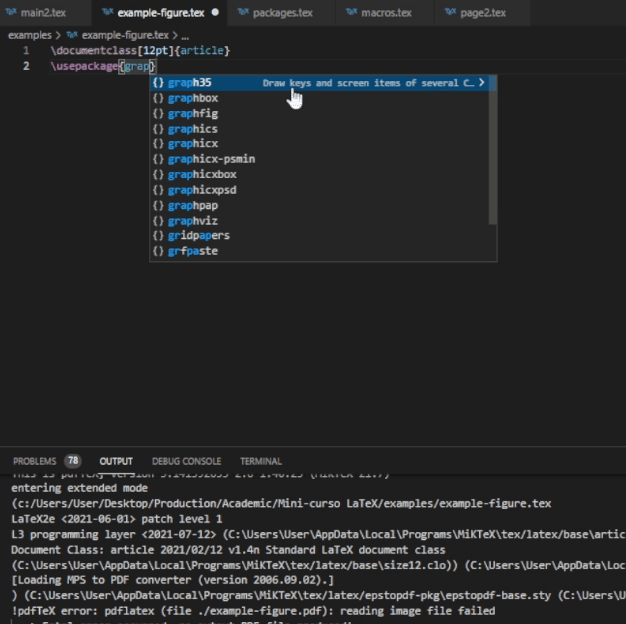 main2.tex example-figure.tex packages.tex macros.tex page2.tex
examples > example-figure.tex > ...
1 \documentclass[12pt]{article}
2 \usepackage{grap}
{} graph35 Draw keys and screen items of several C… >
{} graphbox
{} graphfig
{} graphics
{} graphicx
{} graphicx-psmin
{} graphicxbox
{} graphicxpsd
{} graphpap
{} graphviz
{} gridpapers
{} grfpaste
PROBLEMS 78 OUTPUT DEBUG CONSOLE TERMINAL
entering extended mode
(c:/Users/User/Desktop/Production/Academic/Mini-curso LaTeX/examples/example-figure.tex
LaTeX2e <2021-06-01> patch level 1
L3 programming layer <2021-07-12> (C:\Users\User\AppData\Local\Programs\MiKTeX\tex/latex/base\artic
Document Class: article 2021/02/12 v1.4n Standard LaTeX document class
(C:\Users\User\AppData\Local\Programs\MiKTeX\tex/latex/base\size12.clo)) (C:\Users\User\AppData\Loc
[Loading MPS to PDF converter (version 2006.09.02).]
) (C:\Users\User\AppData\Local\Programs\MiKTeX\tex/latex/epstopdf-pkg\epstopdf-base.sty (C:\Users\U
!pdfTeX error: pdflatex (file ./example-figure.pdf): reading image file failed